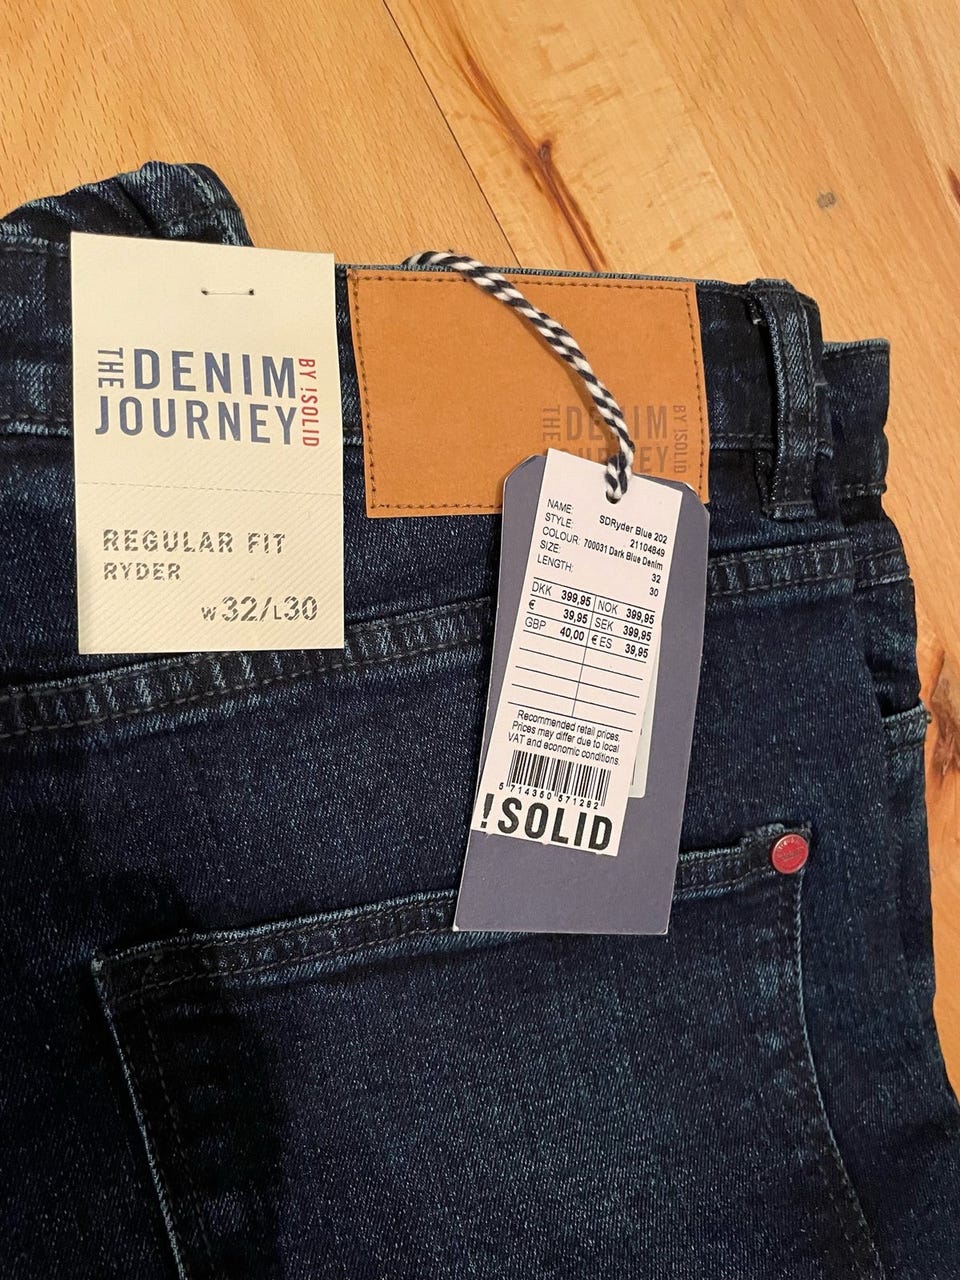 THE DENIM
JOURNEY
BY !SOLID
REGULAR FIT
RYDER
W32/L30
THE DENIM
JOURNEY
BY !SOLID
NAME: SDRyder Blue 202
STYLE: 21104849
COLOUR: 700031 Dark Blue Denim
SIZE: 32
LENGTH: 30
DKK 399,95 NOK 399,95
€ 39,95 SEK 399,95
GBP 40,00 € ES 39,95
Recommended retail prices.
Prices may differ due to local
VAT and economic conditions.
5 714350 571282
!SOLID